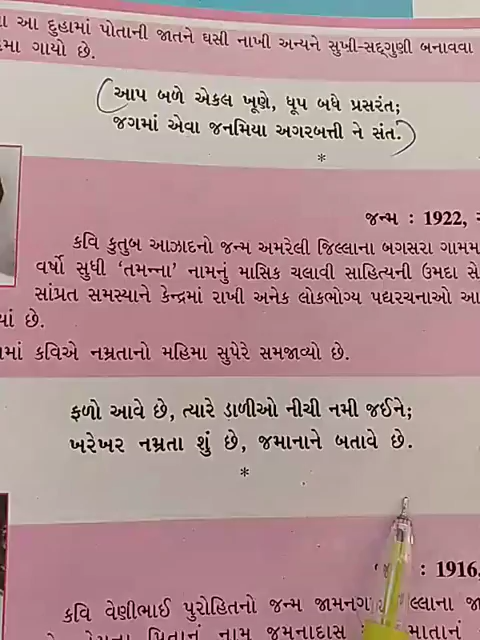 આ દુહામાં પોતાની જાતને ઘસી નાખી અન્યને સુખી-સદ્ગુણી બનાવવા
ગાયો છે.
આપ બળે એકલ ખૂણે, ધૂપ બધે પ્રસરંત;
જગમાં એવા જનમિયા અગરબત્તી ને સંત.
*
જન્મ : 1922,
કવિ કુતુબ આઝાદનો જન્મ અમરેલી જિલ્લાના બગસરા ગામમ
વર્ષો સુધી ‘તમન્ના’ નામનું માસિક ચલાવી સાહિત્યની ઉમદા સે
સાંપ્રત સમસ્યાને કેન્દ્રમાં રાખી અનેક લોકભોગ્ય પદ્યરચનાઓ આ
છે.
કવિએ નમ્રતાનો મહિમા સુપેરે સમજાવ્યો છે.
ફળો આવે છે, ત્યારે ડાળીઓ નીચી નમી જઈને;
ખરેખર નમ્રતા શું છે, જમાનાને બતાવે છે.
*
: 1916,
કવિ વેણીભાઈ પુરોહિતનો જન્મ જામનગ લ્લાના જા
પિતાનું નામ જમનાદાસ માતાનું